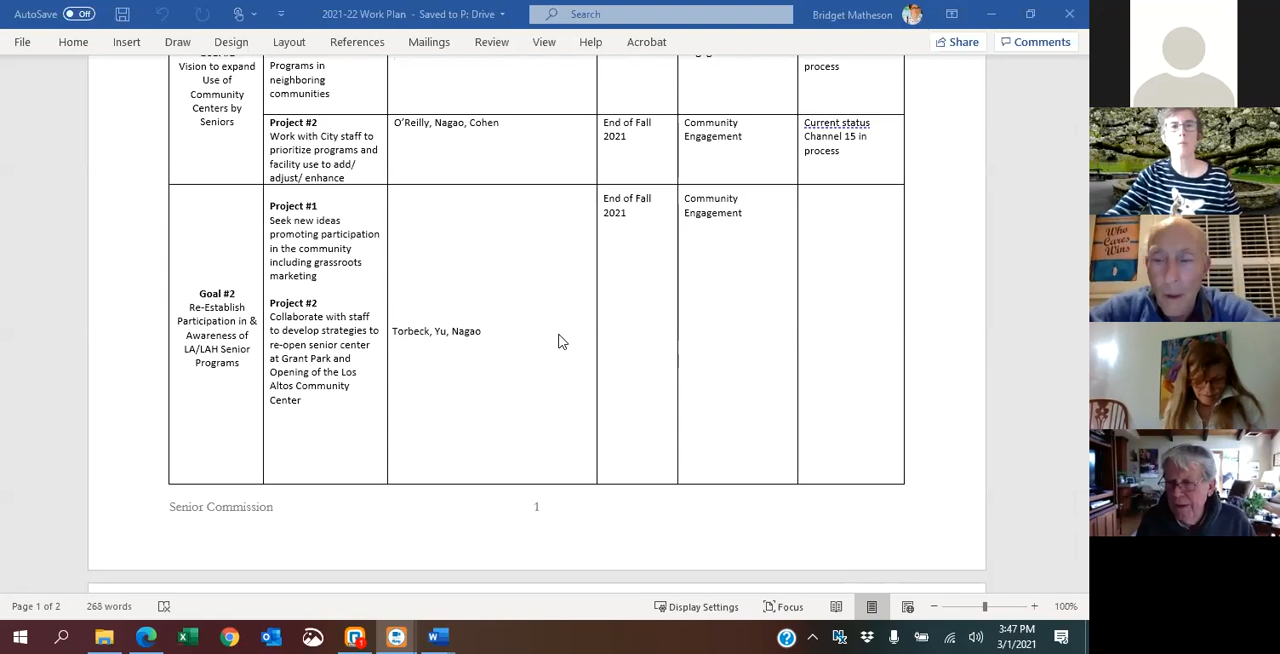 AutoSave Off
2021-22 Work Plan - Saved to P: Drive
Search
Bridget Matheson
File Home Insert Draw Design Layout References Mailings Review View Help Acrobat
Share Comments
Vision to expand
Use of
Community
Centers by
Seniors
Programs in
neighboring
communities
process
Project #2
Work with City staff to
prioritize programs and
facility use to add/
adjust/ enhance
O'Reilly, Nagao, Cohen
End of Fall
2021
Community
Engagement
Current status
Channel 15 in
process
Goal #2
Re-Establish
Participation in &
Awareness of
LA/LAH Senior
Programs
Project #1
Seek new ideas
promoting participation
in the community
including grassroots
marketing
Project #2
Collaborate with staff
to develop strategies to
re-open senior center
at Grant Park and
Opening of the Los
Altos Community
Center
Torbeck, Yu, Nagao
End of Fall
2021
Community
Engagement
Senior Commission
1
Who
Cares
Wins
Page 1 of 2 268 words
Display Settings Focus 100%
3:47 PM
3/1/2021